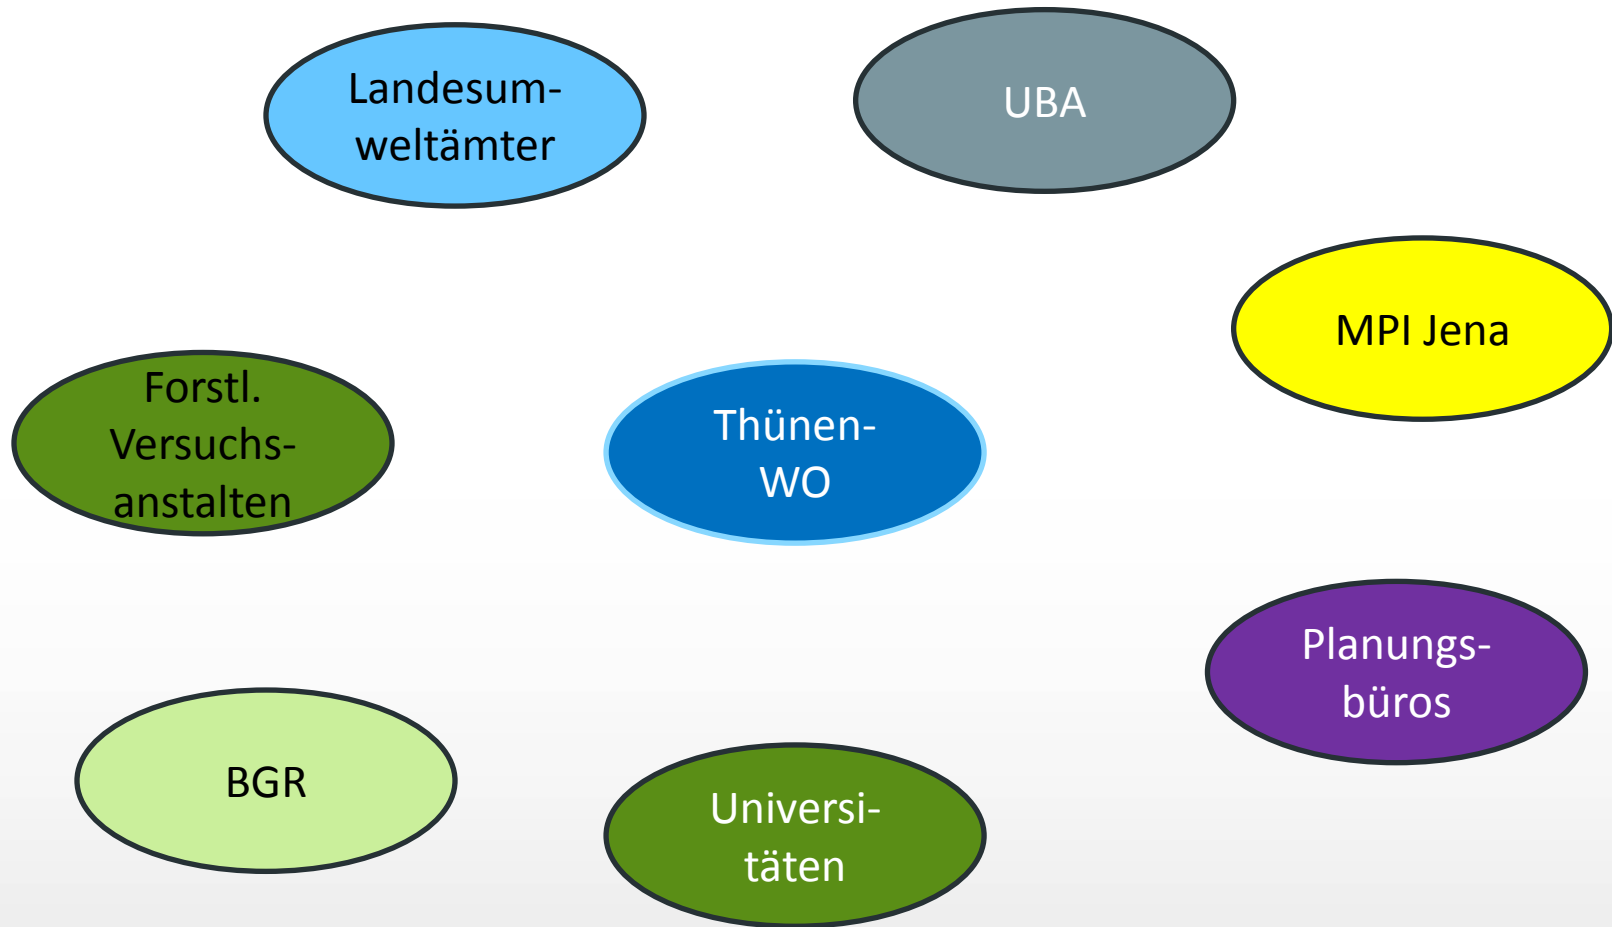 Landesum-
weltämter
UBA
MPI Jena
Forstl.
Versuchs-
anstalten
Thünen-
WO
Planungs-
büros
BGR
Universi-
täten